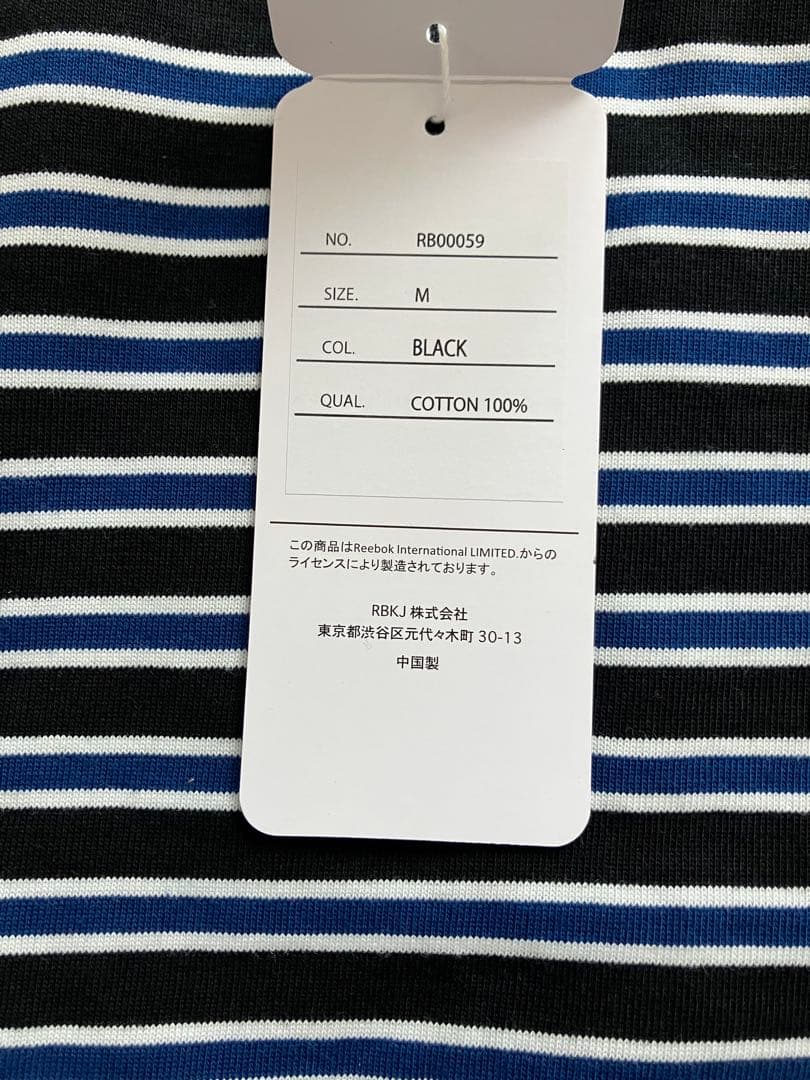 NO. RB00059
SIZE. M
COL. BLACK
QUAL. COTTON 100%
この商品はReebok International LIMITED.からの
ライセンスにより製造されております。
RBKJ 株式会社
東京都渋谷区元代々木町 30-13
中国製